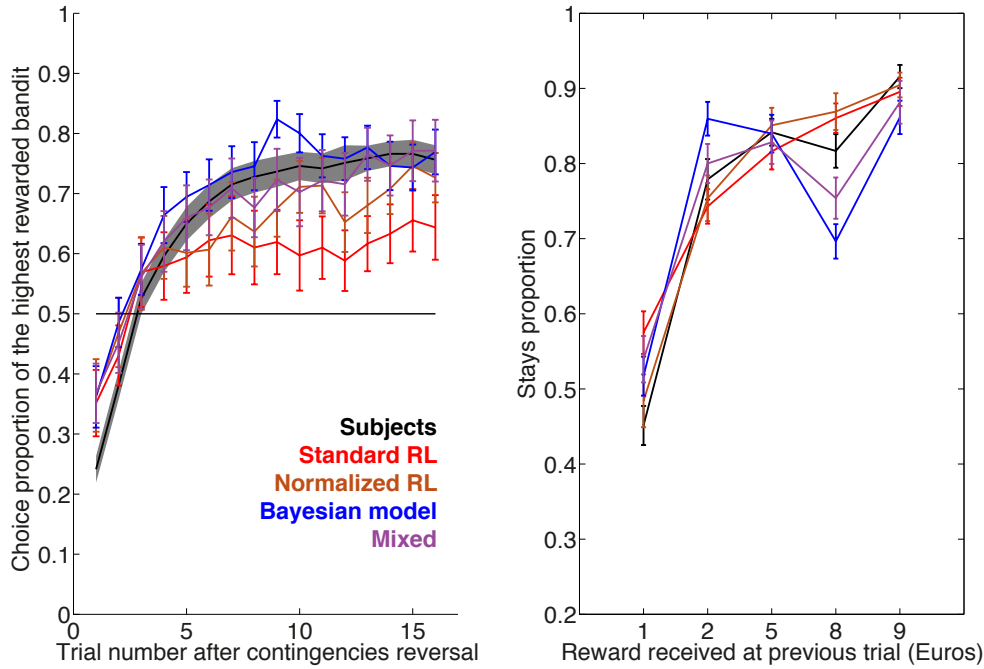 Choice proportion of the highest rewarded bandit
1
0.9
0.8
0.7
0.6
0.5
0.4
0.3
0.2
0.1
0
0 5 10 15
Trial number after contingencies reversal
Subjects
Standard RL
Normalized RL
Bayesian model
Mixed
Stays proportion
1
0.9
0.8
0.7
0.6
0.5
0.4
0.3
0.2
1 2 5 8 9
Reward received at previous trial (Euros)